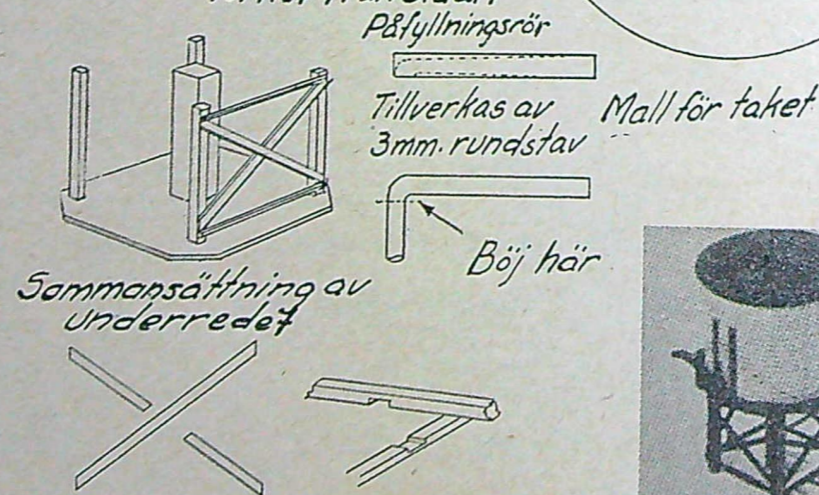 Påfyllningsrör
Tillverkas av
3mm. rundstav
Mall för taket
Böj här
Sammansättning av
underredet